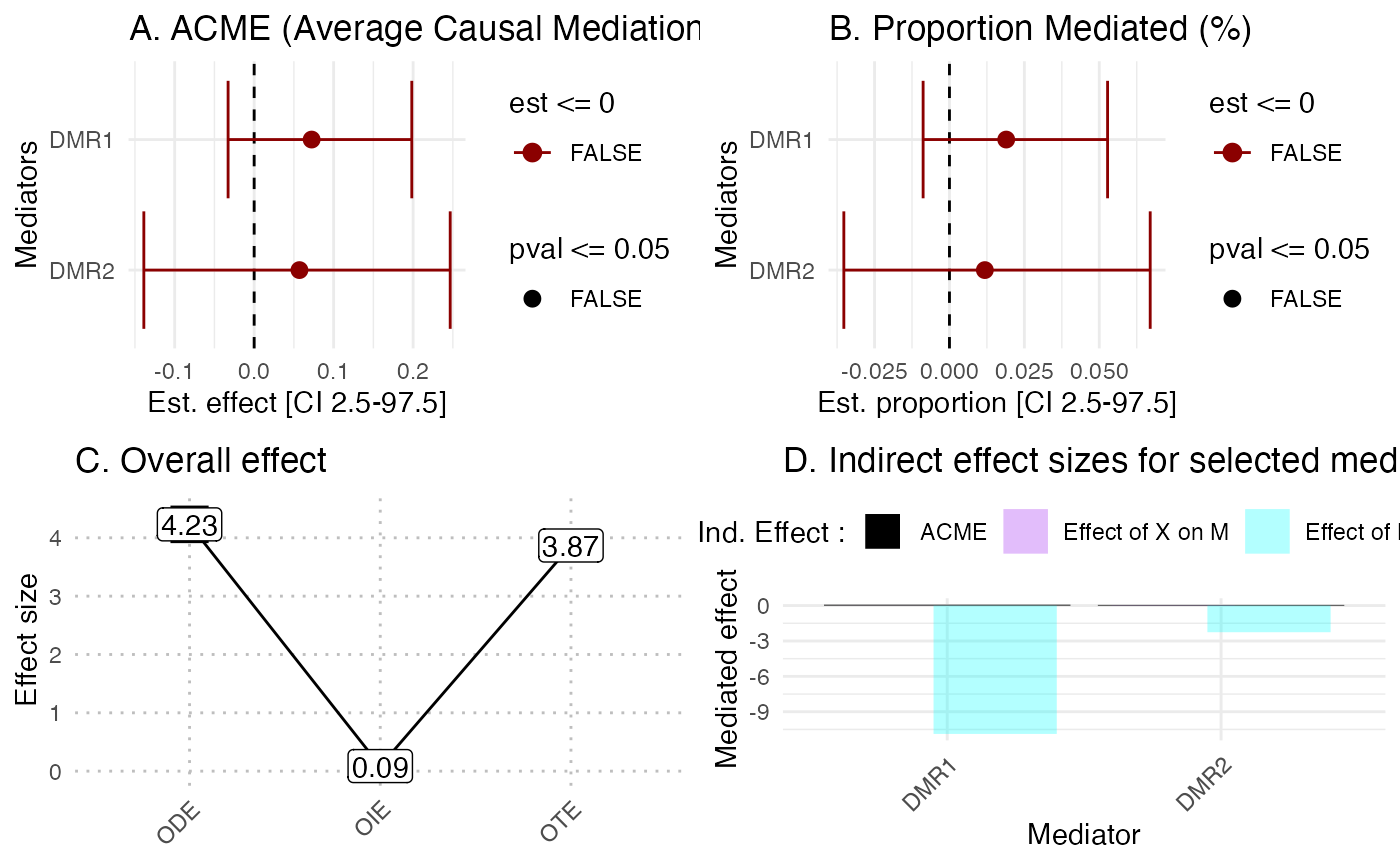 A. ACME (Average Causal Mediation
Mediators
DMR1
DMR2
-0.1 0.0 0.1 0.2
Est. effect [CI 2.5-97.5]
est <= 0
FALSE
pval <= 0.05
FALSE
B. Proportion Mediated (%)
Mediators
DMR1
DMR2
-0.025 0.000 0.025 0.050
Est. proportion [CI 2.5-97.5]
est <= 0
FALSE
pval <= 0.05
FALSE
C. Overall effect
Effect size
4
3
2
1
0
4.23
0.09
3.87
ODE OIE OTE
D. Indirect effect sizes for selected med
Ind. Effect : ACME Effect of X on M Effect of
Mediated effect
0
-3
-6
-9
DMR1 DMR2
Mediator